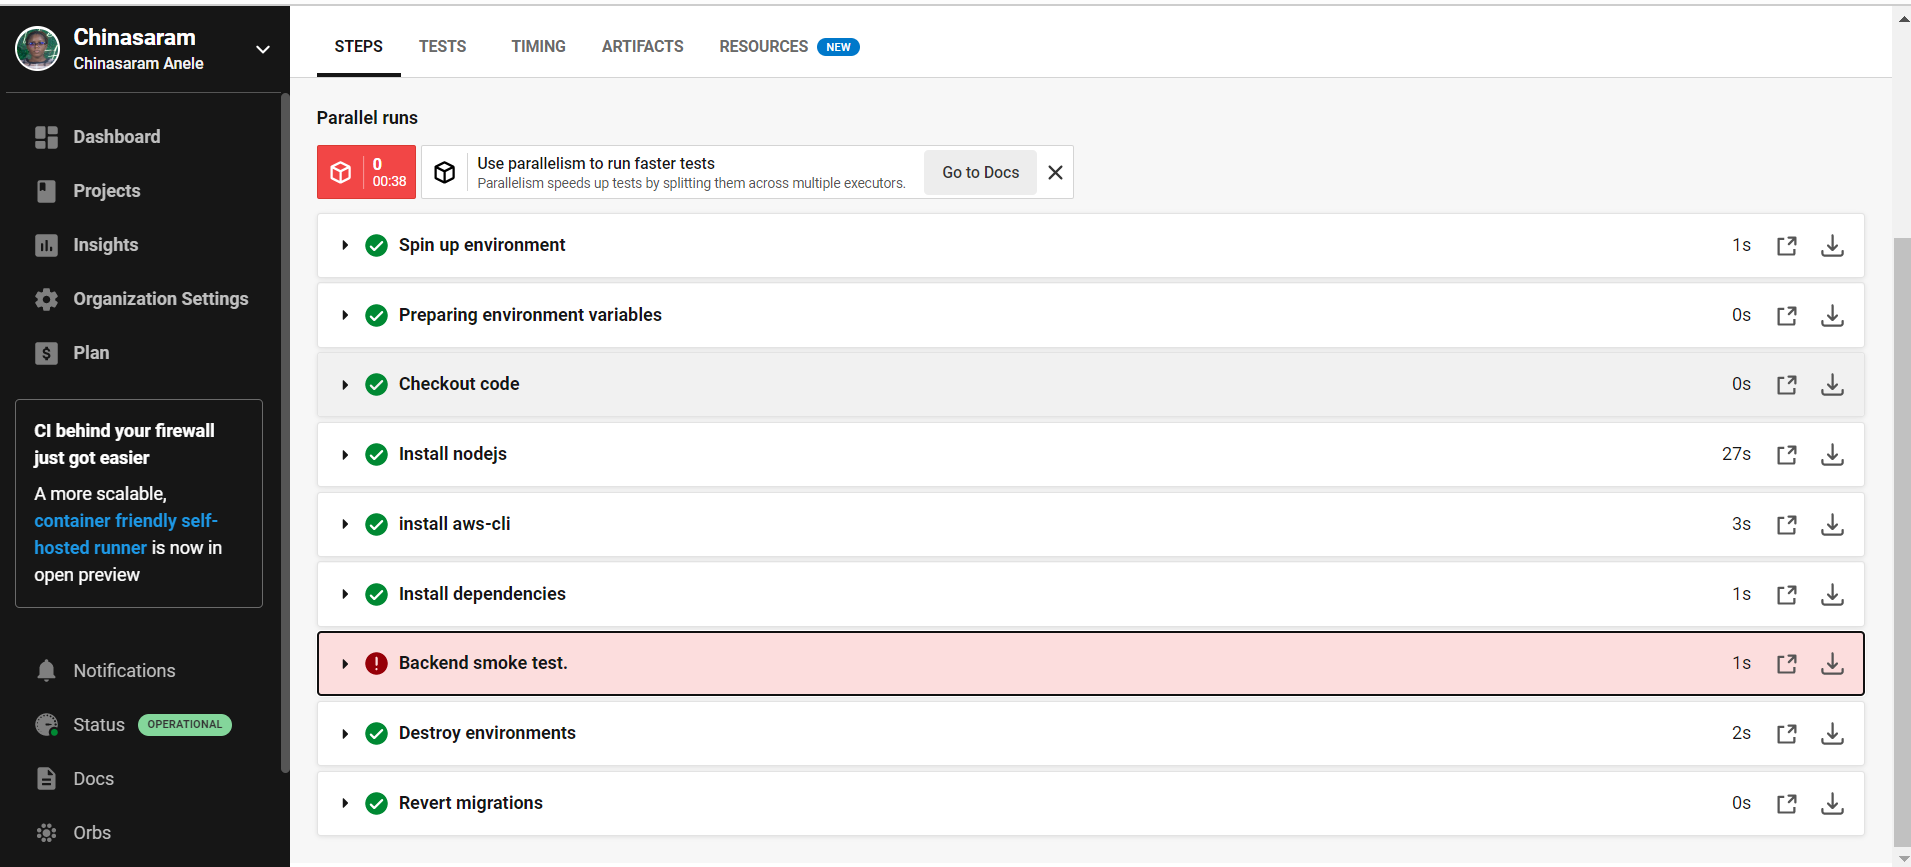 Chinasaram
Chinasaram Anele
Dashboard
Projects
Insights
Organization Settings
Plan
CI behind your firewall
just got easier
A more scalable,
container friendly self-
hosted runner is now in
open preview
Notifications
Status OPERATIONAL
Docs
Orbs
STEPS TESTS TIMING ARTIFACTS RESOURCES NEW
Parallel runs
0
00:38
Use parallelism to run faster tests
Parallelism speeds up tests by splitting them across multiple executors.
Go to Docs
Spin up environment 1s
Preparing environment variables 0s
Checkout code 0s
Install nodejs 27s
install aws-cli 3s
Install dependencies 1s
Backend smoke test. 1s
Destroy environments 2s
Revert migrations 0s